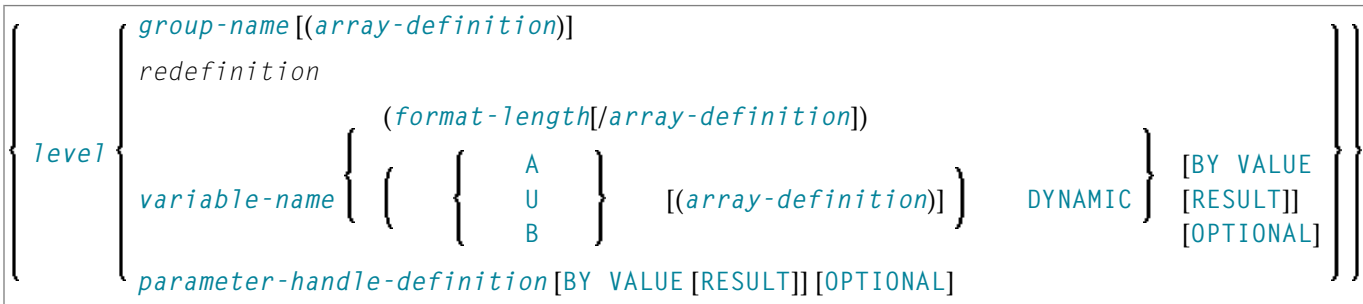 group-name [(array-definition)]
redefinition
(format-length[/array-definition])
level
variable-name
( A
U
B
[(array-definition)] ) DYNAMIC
[BY VALUE
[RESULT]]
[OPTIONAL]
parameter-handle-definition [BY VALUE [RESULT]] [OPTIONAL]